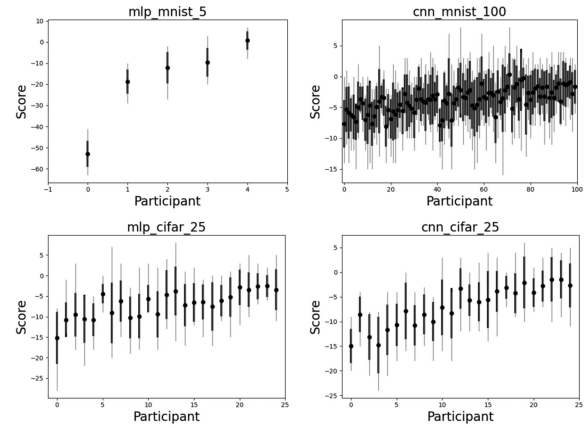 mlp_mnist_5
10
0
−10
−20
−30
−40
−50
−60
Score
−1 0 1 2 3 4 5
Participant
cnn_mnist_100
5
0
−5
−10
−15
Score
0 20 40 60 80 100
Participant
mlp_cifar_25
5
0
−5
−10
−15
−20
−25
Score
0 5 10 15 20 25
Participant
cnn_cifar_25
5
0
−5
−10
−15
−20
−25
Score
0 5 10 15 20 25
Participant